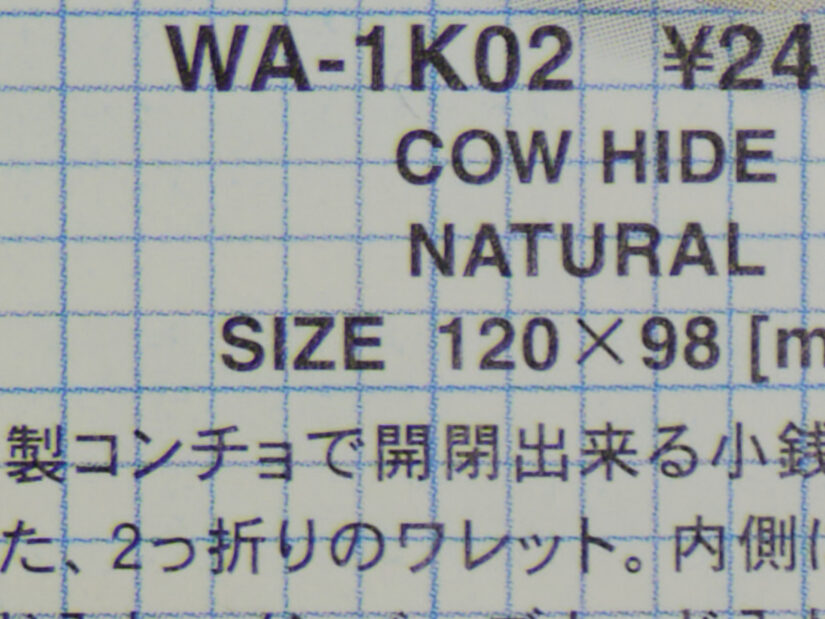 WA-1K02 ¥24
COW HIDE
NATURAL
SIZE 120×98 [m
製コンチョで開閉出来る小銭
た、2つ折りのワレット。内側